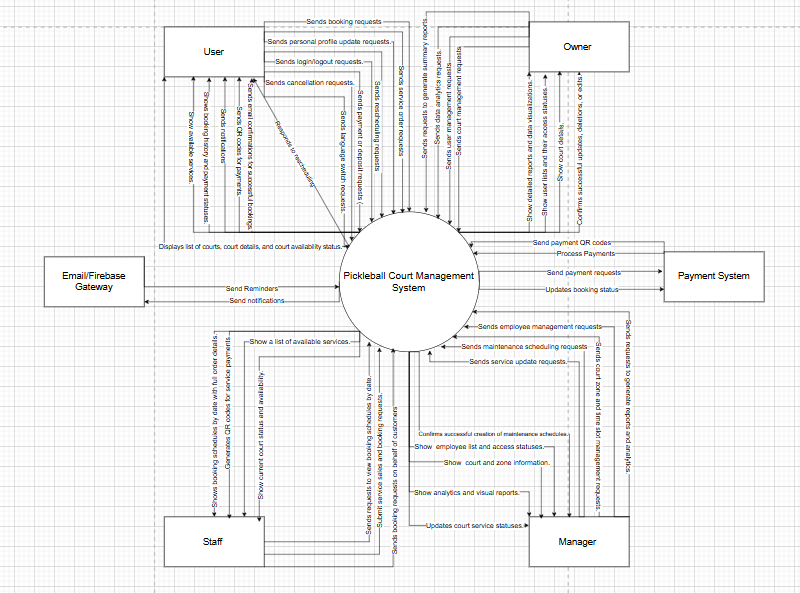 User
Owner
Sends booking requests
Sends personal profile update requests.
Sends login/logout requests.
Sends cancellation requests.
Sends language switch requests.
Sends payment or deposit requests (
Sends rescheduling requests.
Sends service order requests
Show available services.
Shows booking history and payment statuses.
Sends notifications
Sends QR codes for payments.
Sends email confirmations for successful bookings.
Responds to rescheduling
Displays list of courts, court details, and court availability status.
Sends requests to generate summary reports.
Sends data analytics requests.
Sends user management requests.
Sends court management requests.
Show detailed reports and data visualizations.
Show user lists and their access statuses.
Show court details.
Confirms successful updates, deletions, or edits.
Email/Firebase
Gateway
Send Reminders
Send notifications
Pickleball Court Management
System
Send payment QR codes
Process Payments
Send payment requests
Updates booking status
Payment System
Sends employee management requests
Sends maintenance scheduling requests
Sends service update requests.
Sends court zone and time slot management requests.
Sends requests to generate reports and analytics.
Show a list of available services.
Shows booking schedules by date with full order details.
Generates QR codes for service payments.
Show current court status and availability.
Sends requests to view booking schedules by date.
Submit service sales and booking requests.
Sends booking requests on behalf of customers
Confirms successful creation of maintenance schedules.
Show employee list and access statuses.
Show court and zone information.
Show analytics and visual reports.
Updates court service statuses.
Staff
Manager